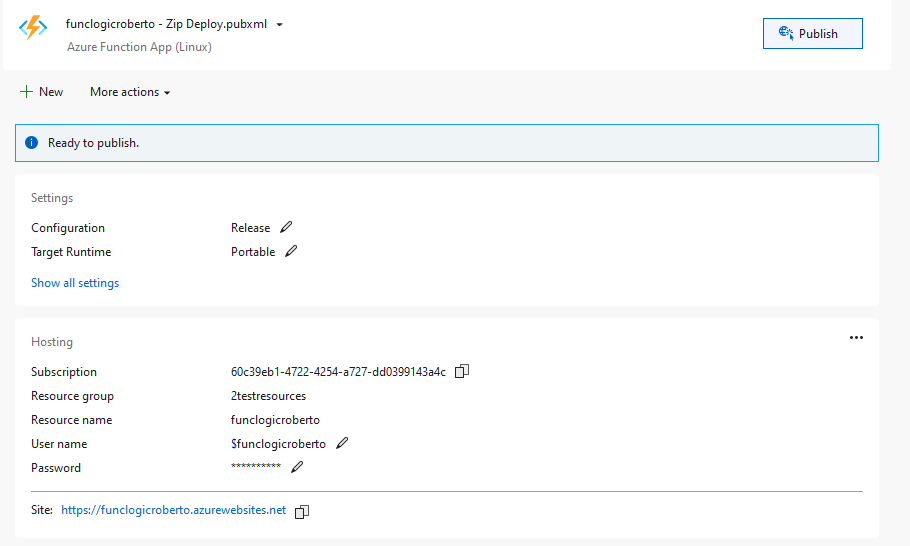 funclogicroberto - Zip Deploy.pubxml
Azure Function App (Linux)
Publish
New
More actions
Ready to publish.
Settings
Configuration Release
Target Runtime Portable
Show all settings
Hosting
Subscription 60c39eb1-4722-4254-a727-dd0399143a4c
Resource group 2testresources
Resource name funclogicroberto
User name $funclogicroberto
Password **********
Site: https://funclogicroberto.azurewebsites.net